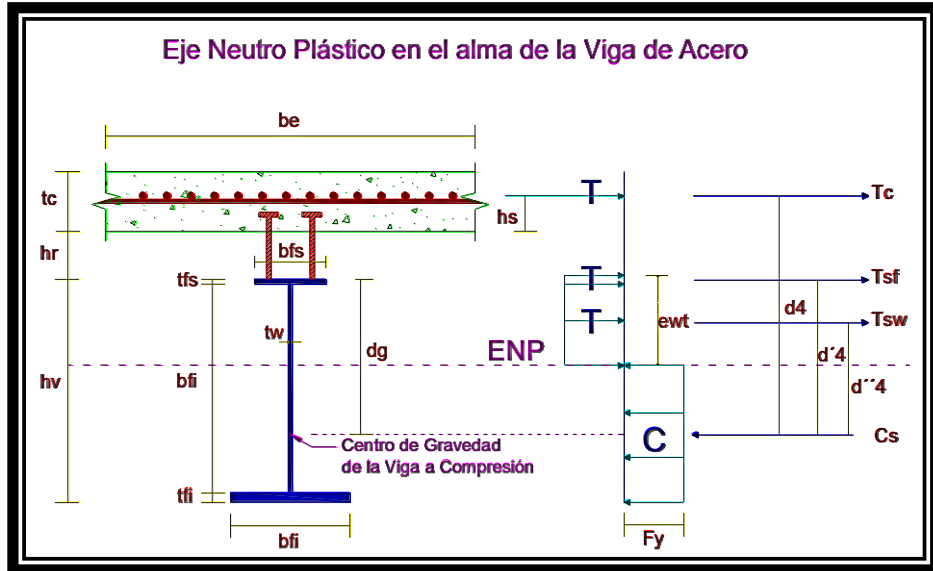 Eje Neutro Plástico en el alma de la Viga de Acero
be
tc
hs
T
Tc
hr
bfs
tfs
T
Tsf
tw
T
ewt
d4
Tsw
dg
ENP
d´4
hv
bfi
d´´4
C
Cs
Centro de Gravedad
de la Viga a Compresión
tfi
bfi
Fy